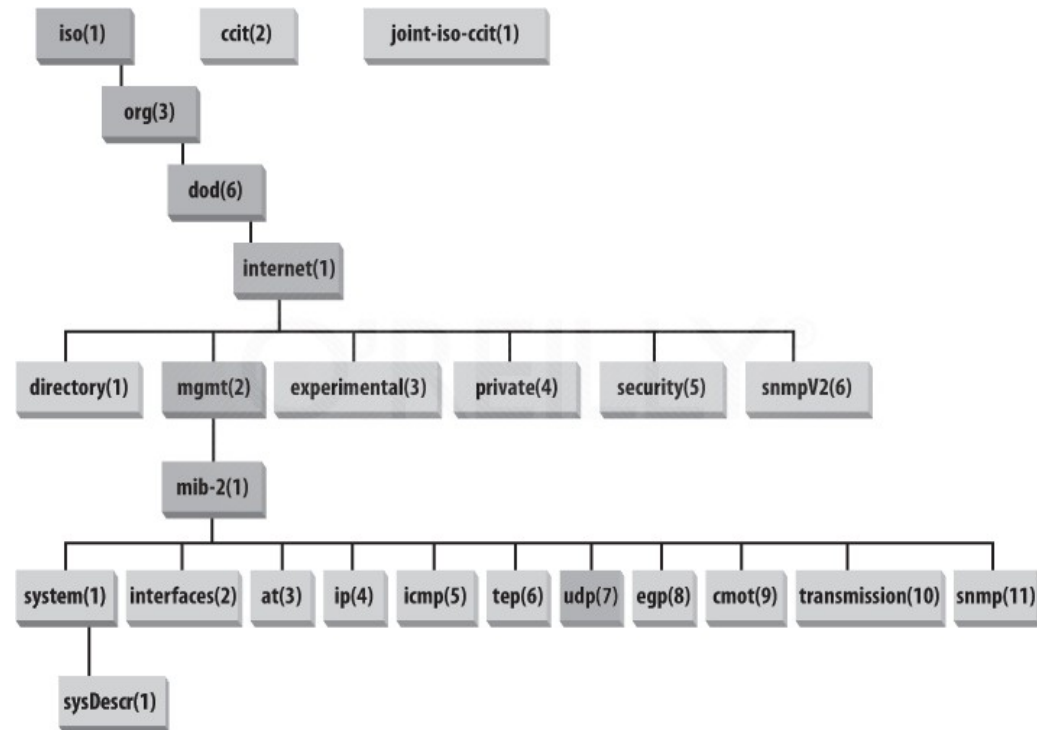 iso(1)
ccit(2)
joint-iso-ccit(1)
org(3)
dod(6)
internet(1)
O'REILLY®
directory(1)
mgmt(2)
experimental(3)
private(4)
security(5)
snmpV2(6)
mib-2(1)
system(1)
interfaces(2)
at(3)
ip(4)
icmp(5)
tep(6)
udp(7)
egp(8)
cmot(9)
transmission(10)
snmp(11)
sysDescr(1)